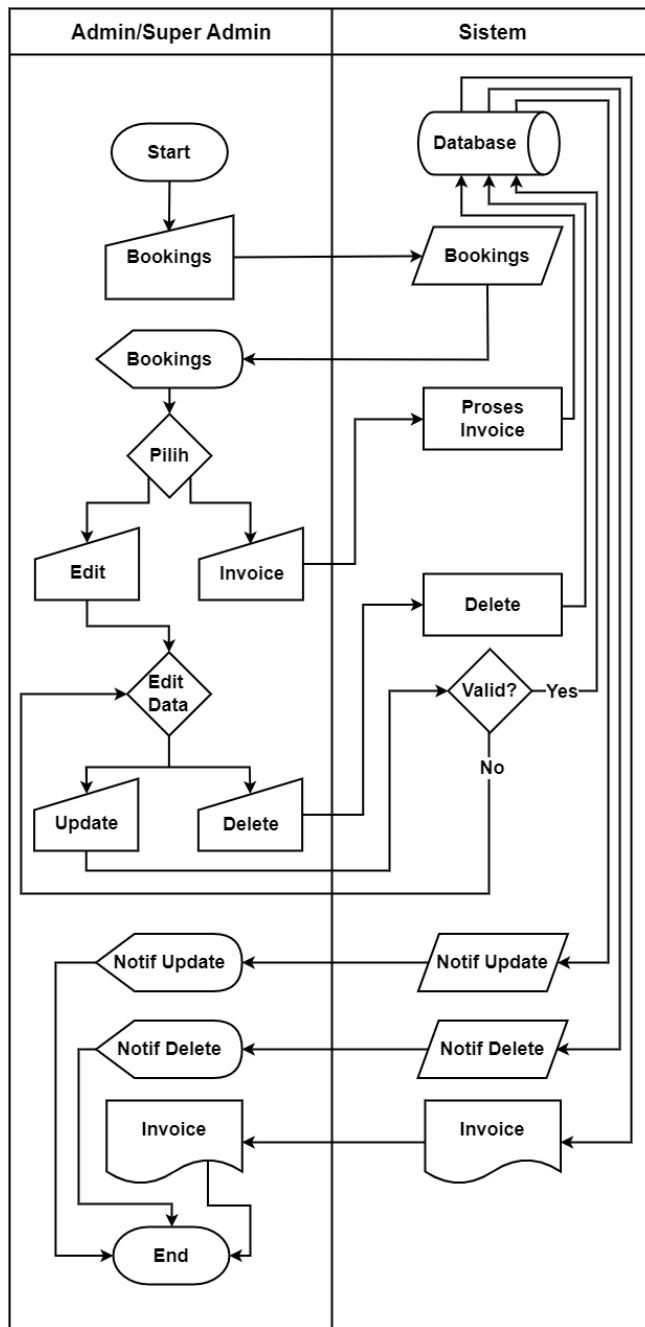 Admin/Super Admin
Sistem
Database
Start
Bookings
Bookings
Bookings
Proses
Invoice
Pilih
Edit
Invoice
Delete
Edit
Data
Valid?
Yes
No
Update
Delete
Notif Update
Notif Update
Notif Delete
Notif Delete
Invoice
Invoice
End